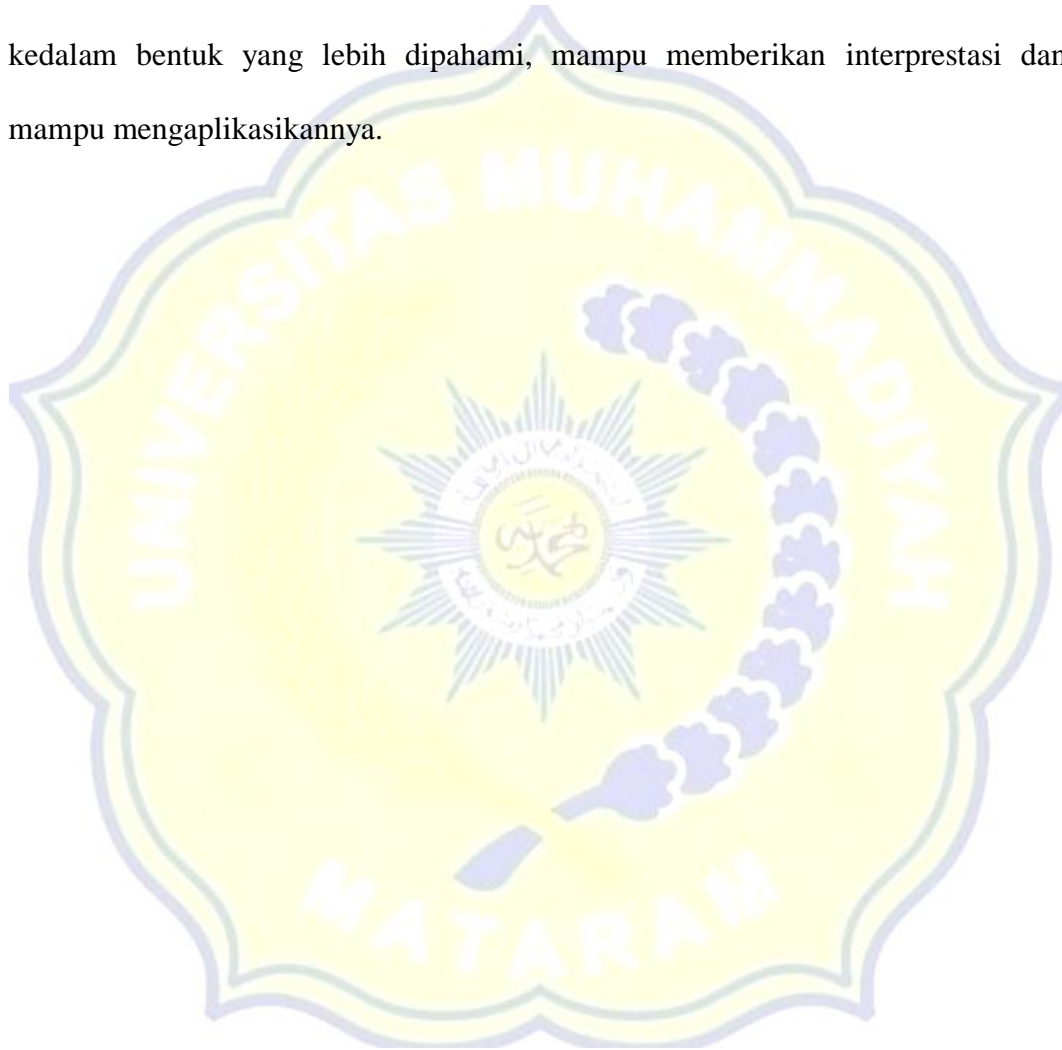 kedalam bentuk yang lebih dipahami, mampu memberikan interprestasi dan
mampu mengaplikasikannya.
UNIVERSITAS MUHAMMADIYAH
MATARAM